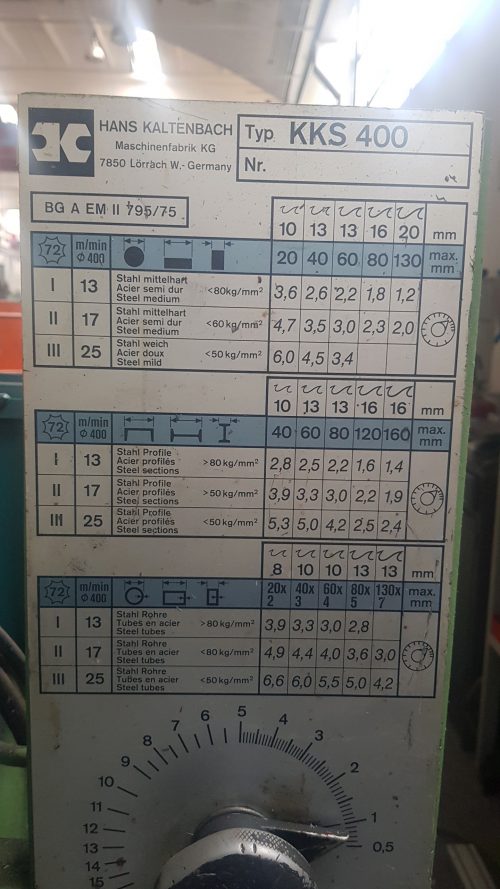 HANS KALTENBACH
Maschinenfabrik KG
7850 Lörrach W.- Germany
Typ KKS 400
Nr.
BG A EM II 795/75
10 13 13 16 20 mm
72 m/min ϕ 400 20 40 60 80 130 max. mm
I 13 Stahl mittelhart Acier semi dur Steel medium <80kg/mm² 3,6 2,6 2,2 1,8 1,2
II 17 Stahl mittelhart Acier semi dur Steel medium <60kg/mm² 4,7 3,5 3,0 2,3 2,0
III 25 Stahl weich Acier doux Steel mild <50kg/mm² 6,0 4,5 3,4
10 13 13 16 16 mm
72 m/min ϕ 400 40 60 80 120 160 max. mm
I 13 Stahl Profile Acier profilés Steel sections >80kg/mm² 2,8 2,5 2,2 1,6 1,4
II 17 Stahl Profile Acier profilés Steel sections >50kg/mm² 3,9 3,3 3,0 2,2 1,9
III 25 Stahl Profile Acier profilés Steel sections <50kg/mm² 5,3 5,0 4,2 2,5 2,4
8 10 10 13 13 mm
72 m/min ϕ 400 20x2 40x3 60x4 80x5 130x7 max. mm
I 13 Stahl Rohre Tubes en acier Steel tubes >80kg/mm² 3,9 3,3 3,0 2,8
II 17 Stahl Rohre Tubes en acier Steel tubes <80kg/mm² 4,9 4,4 4,0 3,6 3,0
III 25 Stahl Rohre Tubes en acier Steel tubes <50kg/mm² 6,6 6,0 5,5 5,0 4,2
15 14 13 12 11 10 9 8 7 6 5 4 3 2 1 0,5